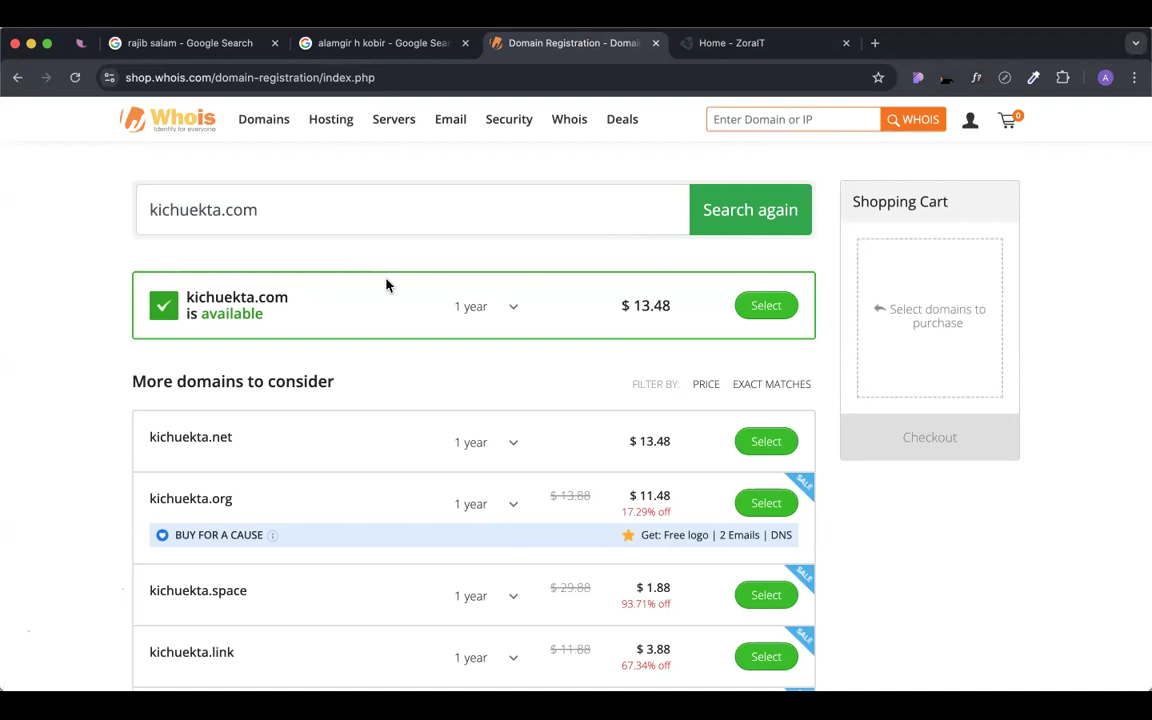 rajib salam - Google Search
alamgir h kobir - Google Sear
Domain Registration - Domai
Home - ZoraIT
shop.whois.com/domain-registration/index.php
Whois
Identity for everyone
Domains
Hosting
Servers
Email
Security
Whois
Deals
Enter Domain or IP
WHOIS
0
kichuekta.com
Search again
Shopping Cart
kichuekta.com
is available
1 year
$ 13.48
Select
Select domains to
purchase
More domains to consider
FILTER BY:
PRICE
EXACT MATCHES
kichuekta.net
1 year
$ 13.48
Select
Checkout
kichuekta.org
1 year
$ 13.88
$ 11.48
17.29% off
Select
SALE
BUY FOR A CAUSE
Get: Free logo | 2 Emails | DNS
kichuekta.space
1 year
$ 29.88
$ 1.88
93.71% off
Select
SALE
kichuekta.link
1 year
$ 11.88
$ 3.88
67.34% off
Select
SALE